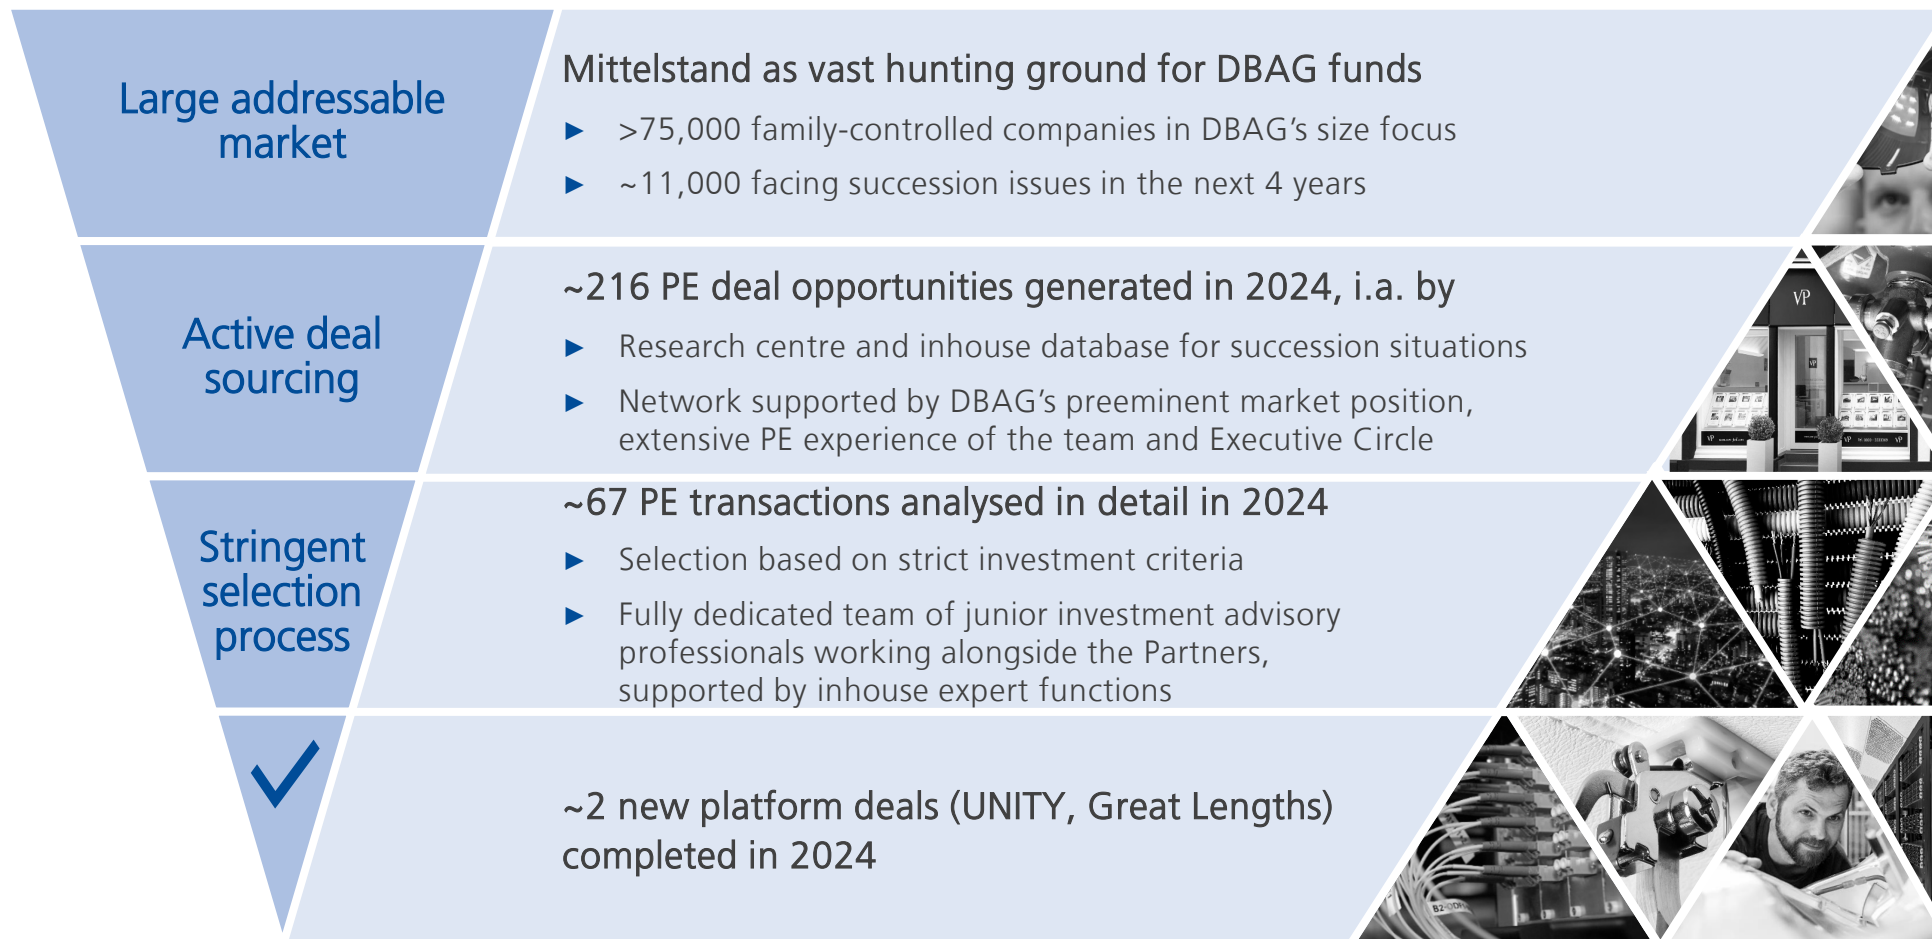 Large addressable
market
Mittelstand as vast hunting ground for DBAG funds
► >75,000 family-controlled companies in DBAG’s size focus
► ~11,000 facing succession issues in the next 4 years
Active deal
sourcing
~216 PE deal opportunities generated in 2024, i.a. by
► Research centre and inhouse database for succession situations
► Network supported by DBAG’s preeminent market position,
extensive PE experience of the team and Executive Circle
VP
VP
VP
VP
VP
Stringent
selection
process
~67 PE transactions analysed in detail in 2024
► Selection based on strict investment criteria
► Fully dedicated team of junior investment advisory
professionals working alongside the Partners,
supported by inhouse expert functions
~2 new platform deals (UNITY, Great Lengths)
completed in 2024